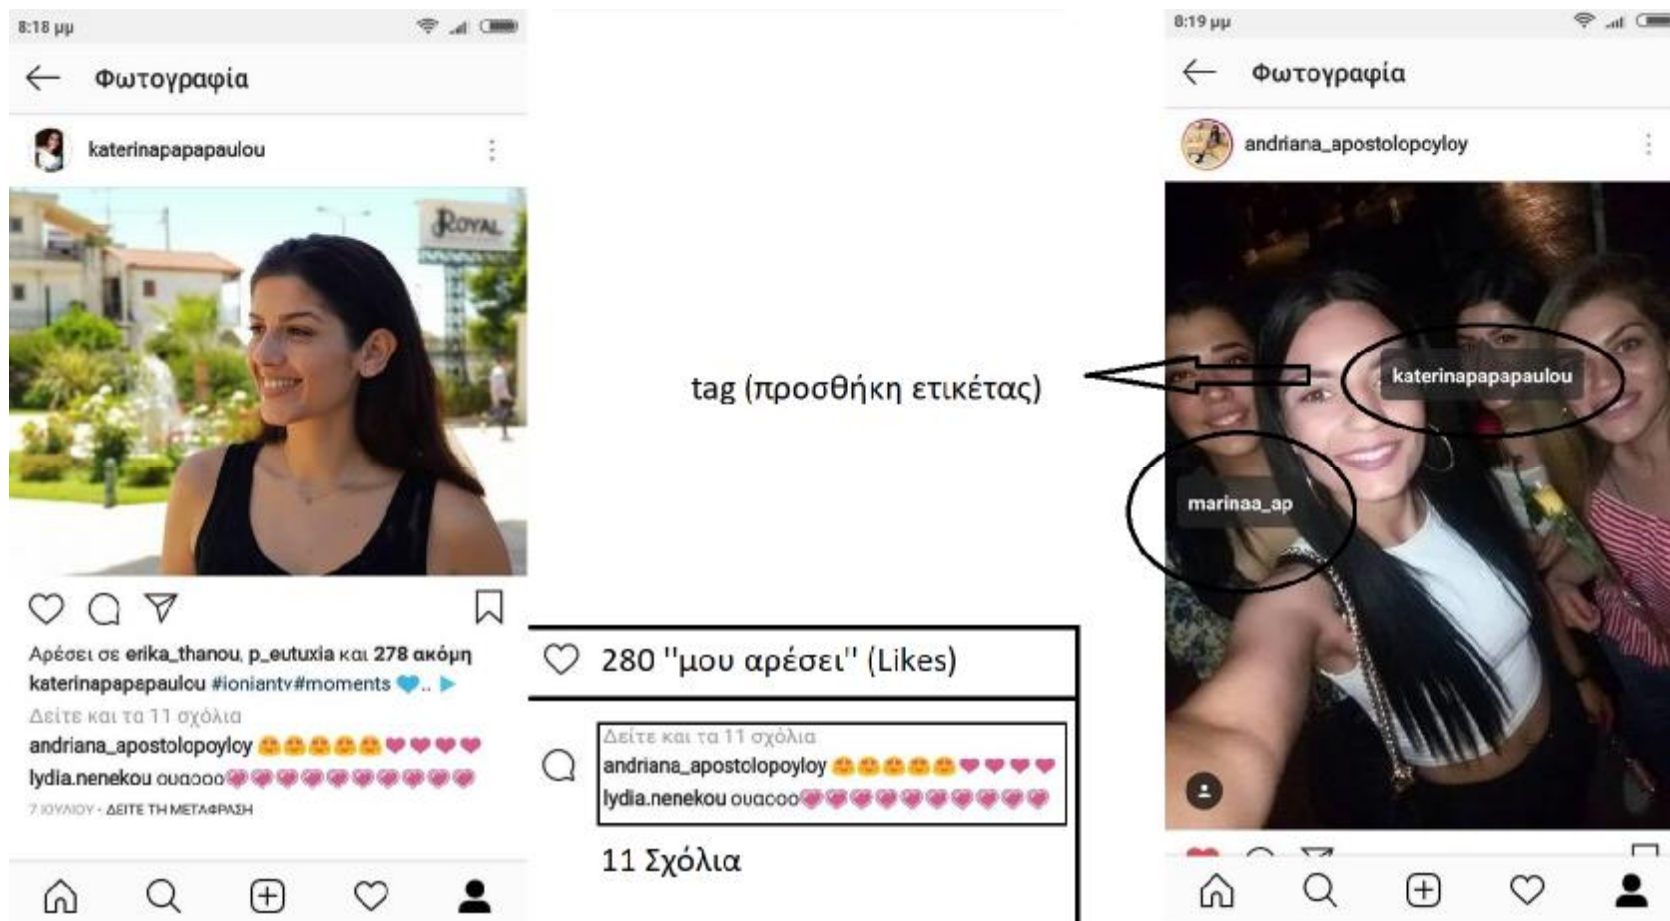 8:18 μμ
Φωτογραφία
katerinapapapaulou
ROYAL
Αρέσει σε erika_thanou, p_eutuxia και 278 ακόμη
katerinapapapaulou #ioniantv#moments 💙.. ▶
Δείτε και τα 11 σχόλια
andriana_apostolopoyloy 😍😍😍😍😍❤❤❤❤
lydia.nenekou ουαοοο💗💗💗💗💗💗💗💗💗💗
7 ΙΟΥΛΙΟΥ · ΔΕΙΤΕ ΤΗ ΜΕΤΑΦΡΑΣΗ
tag (προσθήκη ετικέτας)
280 "μου αρέσει" (Likes)
Δείτε και τα 11 σχόλια
andriana_apostolopoyloy 😍😍😍😍😍❤❤❤❤
lydia.nenekou ουαοοο💗💗💗💗💗💗💗💗💗💗
11 Σχόλια
8:19 μμ
Φωτογραφία
andriana_apostolopoyloy
katerinapapapaulou
marinaa_ap